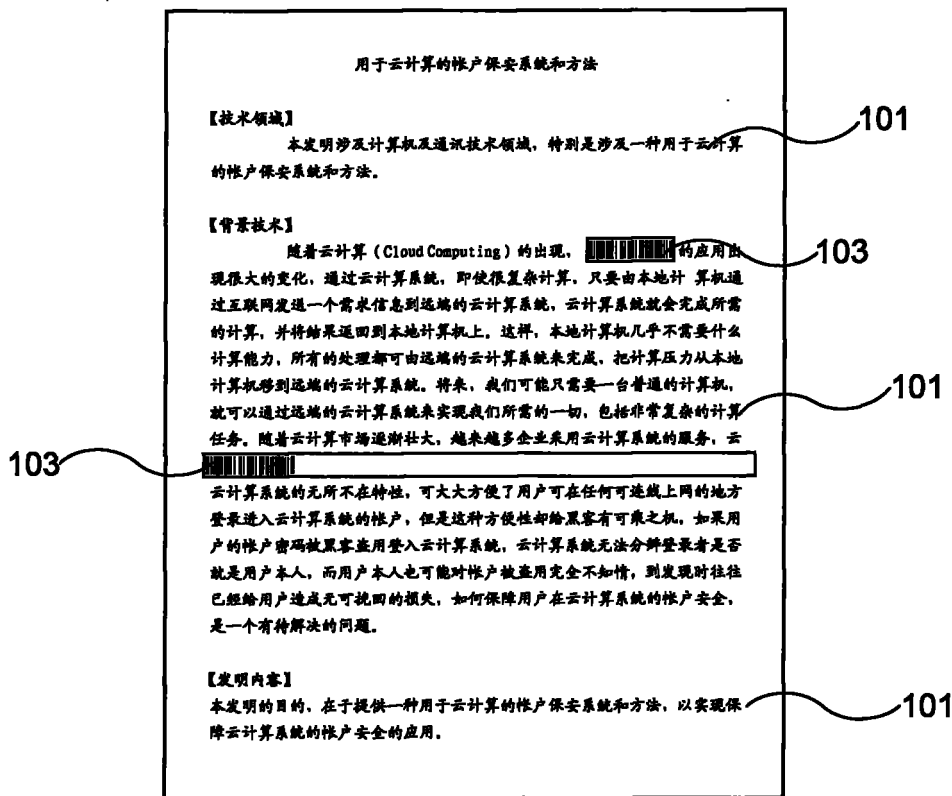 用于云计算的帐户保安系统和方法
【技术领域】
101
本发明涉及计算机及通讯技术领域，特别是涉及一种用于云计算
的帐户保安系统和方法。
【背景技术】
随着云计算（Cloud Computing）的出现， 的应用出
103
现很大的变化，通过云计算系统，即使很复杂计算，只要由本地计 算机通
过互联网发送一个需求信息到远端的云计算系统，云计算系统就会完成所需
的计算，并将结果返回到本地计算机上。这样，本地计算机几乎不需要什么
计算能力，所有的处理都可由远端的云计算系统来完成，把计算压力从本地
计算机移到远端的云计算系统。将来，我们可能只需要一台普通的计算机，
101
就可以通过远端的云计算系统来实现我们所需的一切，包括非常复杂的计算
任务。随着云计算市场逐渐壮大，越来越多企业采用云计算系统的服务，云
103
云计算系统的无所不在特性，可大大方便了用户可在任何可连线上网的地方
登录进入云计算系统的帐户，但是这种方便性却给黑客有可乘之机，如果用
户的帐户密码被黑客盗用登入云计算系统，云计算系统无法分辨登录者是否
就是用户本人，而用户本人也可能对帐户被盗用完全不知情，到发现时往往
已经给用户造成无可挽回的损失，如何保障用户在云计算系统的帐户安全，
是一个有待解决的问题。
【发明内容】
本发明的目的，在于提供一种用于云计算的帐户保安系统和方法，以实现保
101
障云计算系统的帐户安全的应用。